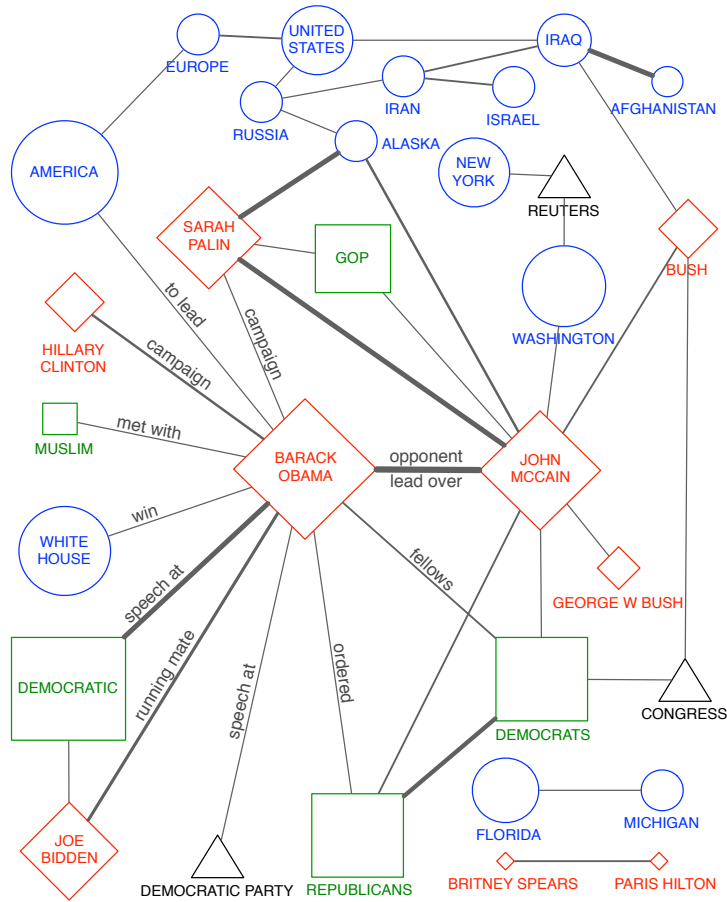 UNITED
STATES
IRAQ
EUROPE
AFGHANISTAN
IRAN
ISRAEL
RUSSIA
ALASKA
AMERICA
NEW
YORK
REUTERS
SARAH
PALIN
GOP
BUSH
to lead
campaign
WASHINGTON
HILLARY
CLINTON
campaign
MUSLIM
met with
BARACK
OBAMA
opponent
lead over
JOHN
MCCAIN
win
WHITE
HOUSE
speech at
fellows
GEORGE W BUSH
DEMOCRATIC
running mate
speech at
ordered
DEMOCRATS
CONGRESS
JOE
BIDDEN
DEMOCRATIC PARTY
REPUBLICANS
FLORIDA
MICHIGAN
BRITNEY SPEARS
PARIS HILTON